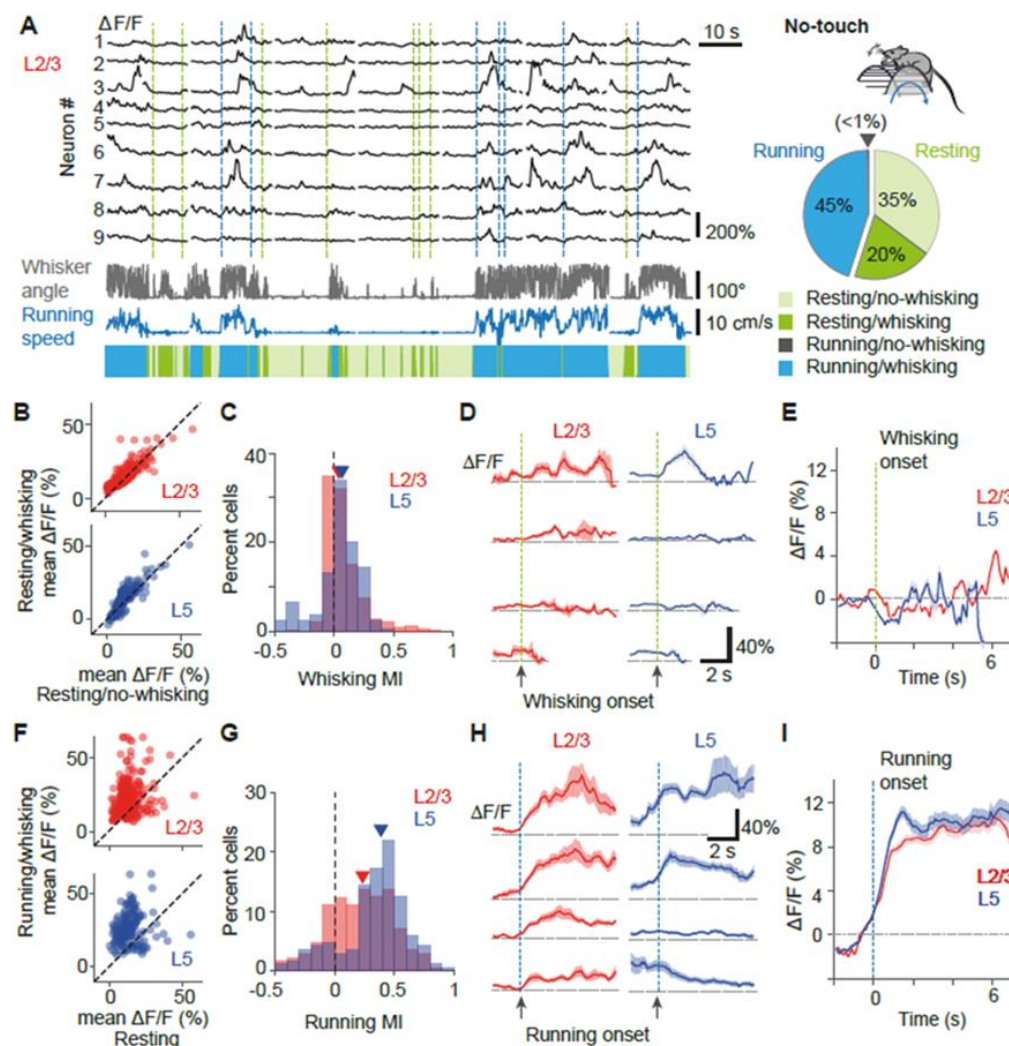 A
ΔF/F
L2/3
Neuron #
1
2
3
4
5
6
7
8
9
10 s
200%
Whisker
angle
100°
Running
speed
10 cm/s
No-touch
(<1%)
Running
Resting
45%
35%
20%
Resting/no-whisking
Resting/whisking
Running/no-whisking
Running/whisking
B
Resting/whisking
mean ΔF/F (%)
50
0
L2/3
50
0
L5
0 50
mean ΔF/F (%)
Resting/no-whisking
C
Percent cells
40
20
0
L2/3
L5
-0.5 0 0.5 1
Whisking MI
D
L2/3
L5
ΔF/F
40%
2 s
Whisking onset
E
Whisking
onset
ΔF/F (%)
12
8
4
0
L2/3
L5
0 6
Time (s)
F
Running/whisking
mean ΔF/F (%)
50
0
L2/3
50
0
L5
0 50
mean ΔF/F (%)
Resting
G
Percent cells
30
20
10
0
L2/3
L5
-0.5 0 0.5 1
Running MI
H
L2/3
L5
ΔF/F
40%
2 s
Running onset
I
Running
onset
ΔF/F (%)
12
8
4
0
L2/3
L5
0 6
Time (s)